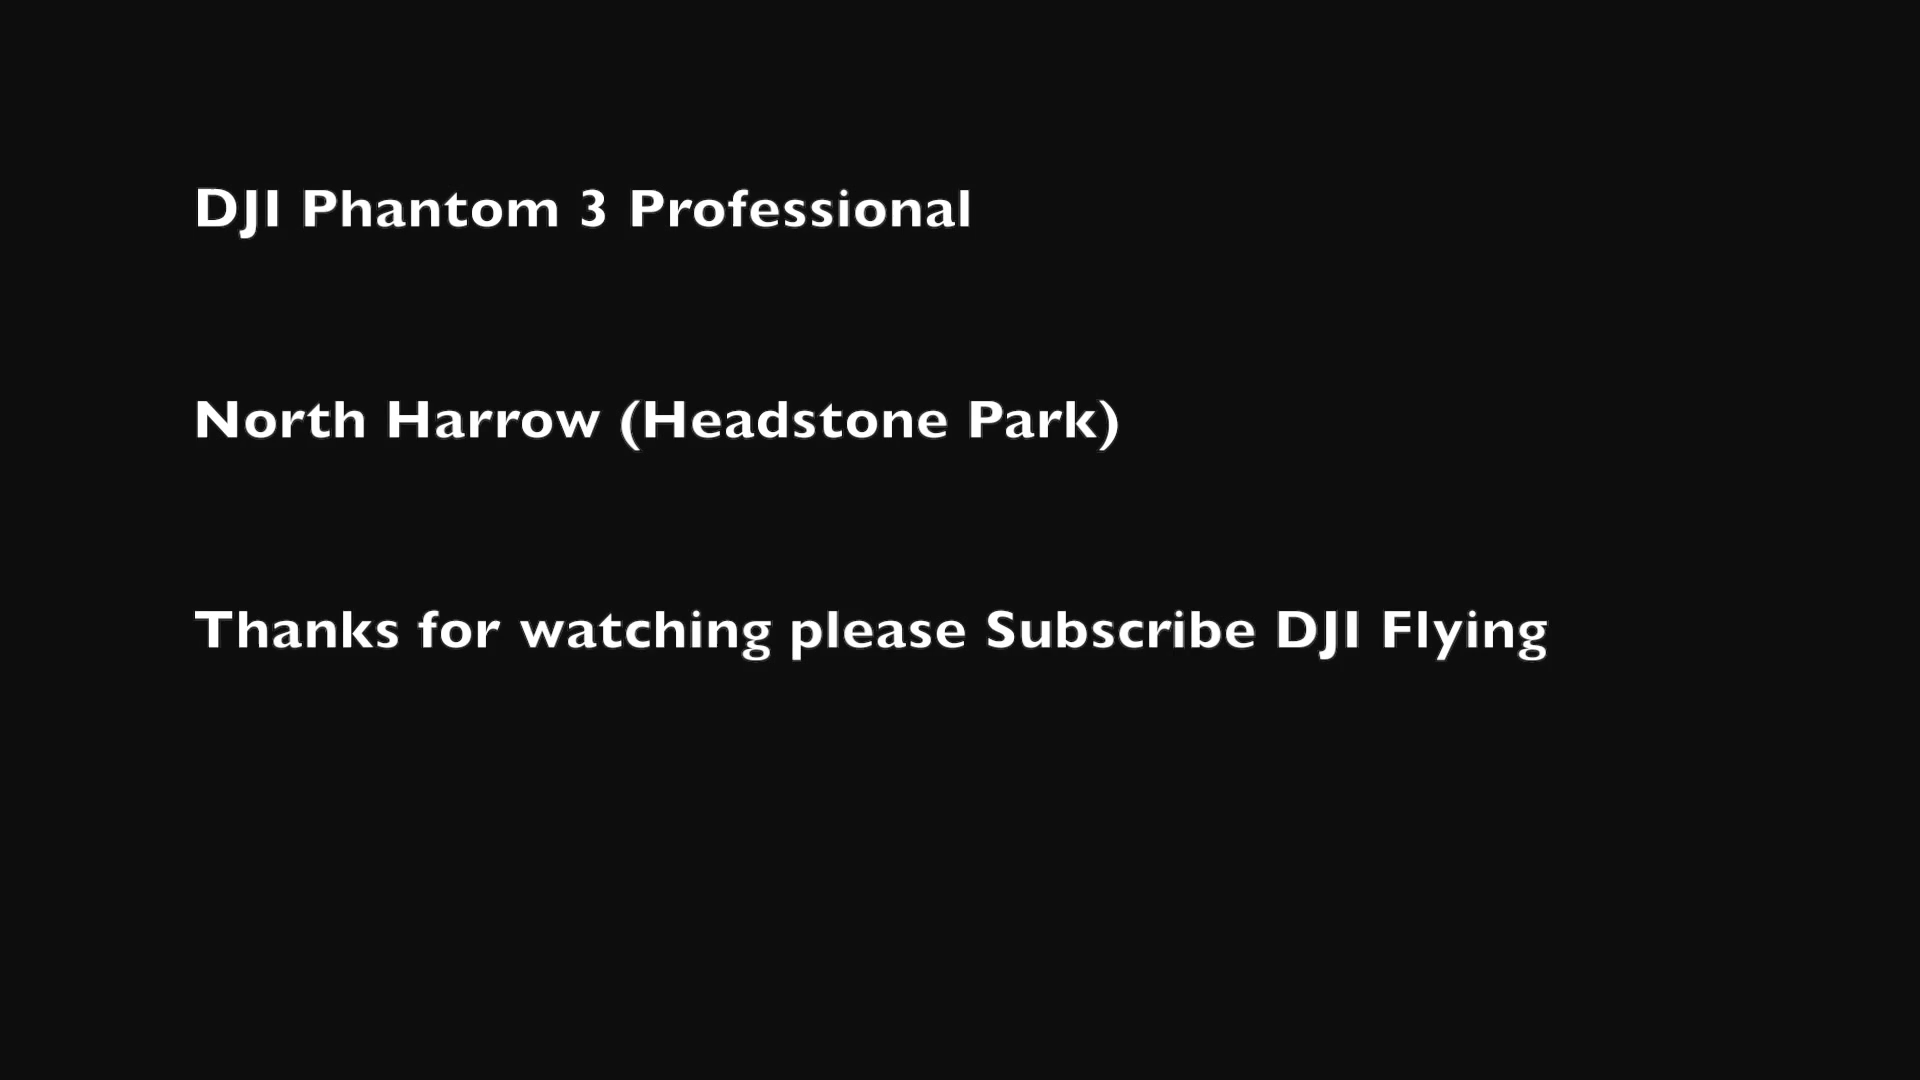 DJI Phantom 3 Professional
North Harrow (Headstone Park)
Thanks for watching please Subscribe DJI Flying